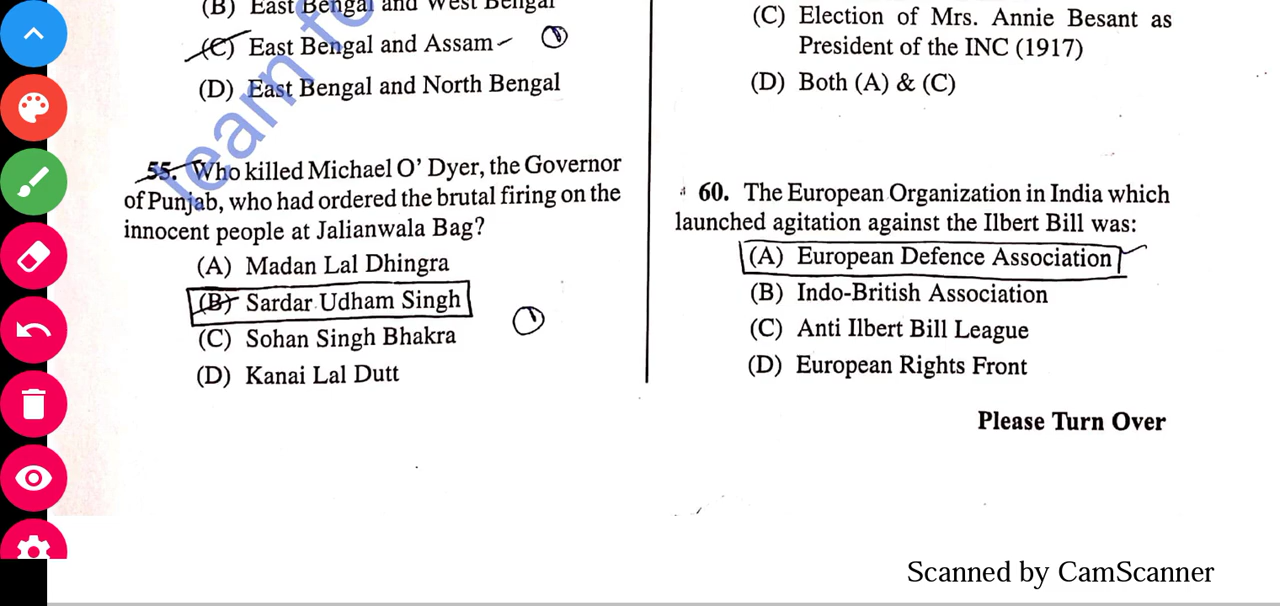 (B) East Bengal and West Bengal
(C) East Bengal and Assam
(D) East Bengal and North Bengal
learn fo
55. Who killed Michael O' Dyer, the Governor
of Punjab, who had ordered the brutal firing on the
innocent people at Jalianwala Bag?
(A) Madan Lal Dhingra
(B) Sardar Udham Singh
(C) Sohan Singh Bhakra
(D) Kanai Lal Dutt
(C) Election of Mrs. Annie Besant as
President of the INC (1917)
(D) Both (A) & (C)
60. The European Organization in India which
launched agitation against the Ilbert Bill was:
(A) European Defence Association
(B) Indo-British Association
(C) Anti Ilbert Bill League
(D) European Rights Front
Please Turn Over
Scanned by CamScanner